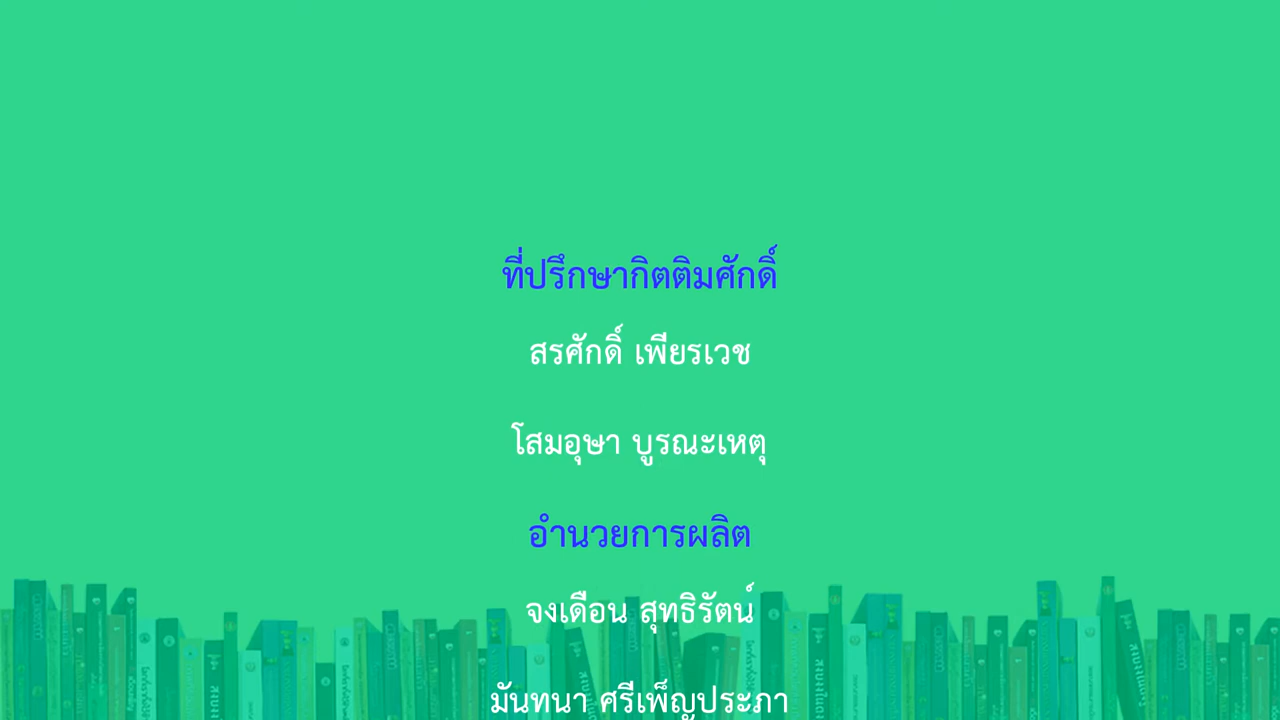 ที่ปรึกษากิตติมศักดิ์
สรศักดิ์ เพียรเวช
โสมอุษา บูรณะเหตุ
อำนวยการผลิต
จงเดือน สุทธิรัตน์
มันทนา ศรีเพ็ญประภา